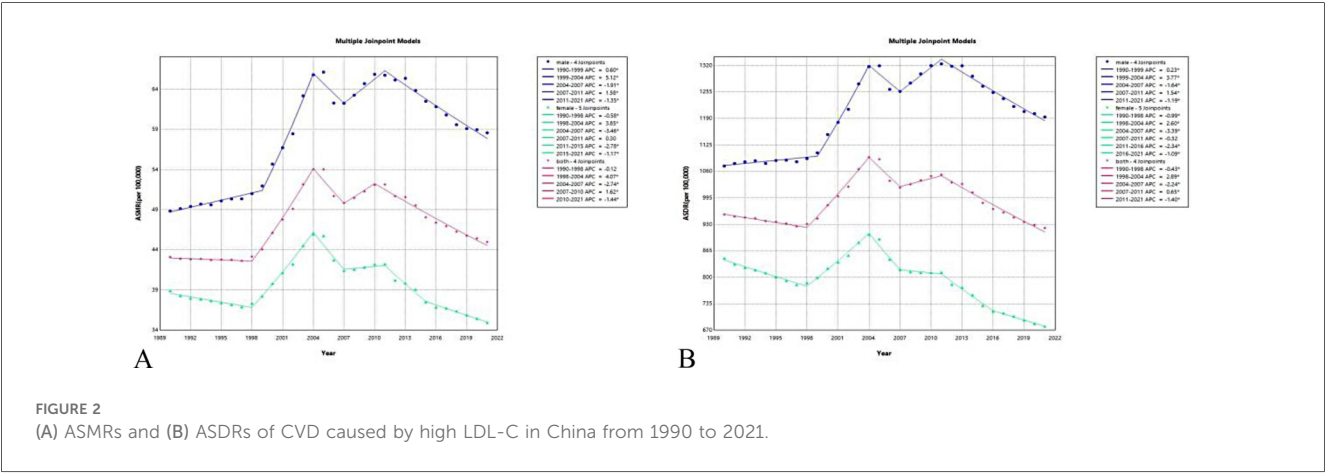 Multiple Joinpoint Models
male - 4 Joinpoints
1990-1999 APC = 0.60*
1999-2004 APC = 5.12*
2004-2007 APC = -1.91*
2007-2011 APC = 1.58*
2011-2021 APC = -1.35*
female - 5 Joinpoints
1990-1998 APC = -0.58*
1998-2004 APC = 3.85*
2004-2007 APC = -3.46*
2007-2011 APC = 0.30
2011-2015 APC = -2.78*
2015-2021 APC = -1.17*
both - 4 Joinpoints
1990-1998 APC = -0.12
1998-2004 APC = 4.07*
2004-2007 APC = -2.74*
2007-2010 APC = 1.62*
2010-2021 APC = -1.44*
ASMR(per 100,000)
64
59
54
49
44
39
34
1989 1992 1995 1998 2001 2004 2007 2010 2013 2016 2019 2022
Year
A
Multiple Joinpoint Models
male - 4 Joinpoints
1990-1999 APC = 0.23*
1999-2004 APC = 3.77*
2004-2007 APC = -1.64*
2007-2011 APC = 1.54*
2011-2021 APC = -1.19*
female - 5 Joinpoints
1990-1998 APC = -0.99*
1998-2004 APC = 2.60*
2004-2007 APC = -3.39*
2007-2011 APC = -0.32
2011-2016 APC = -2.34*
2016-2021 APC = -1.09*
both - 4 Joinpoints
1990-1998 APC = -0.43*
1998-2004 APC = 2.89*
2004-2007 APC = -2.24*
2007-2011 APC = 0.65*
2011-2021 APC = -1.40*
ASDR(per 100,000)
1320
1255
1190
1125
1060
995
930
865
800
735
670
1989 1992 1995 1998 2001 2004 2007 2010 2013 2016 2019 2022
Year
B
FIGURE 2
(A) ASMRs and (B) ASDRs of CVD caused by high LDL-C in China from 1990 to 2021.